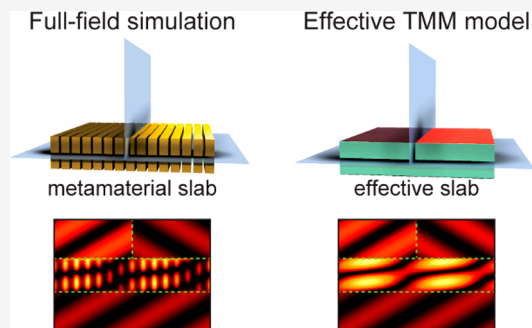 Full-field simulation
Effective TMM model
metamaterial slab
effective slab